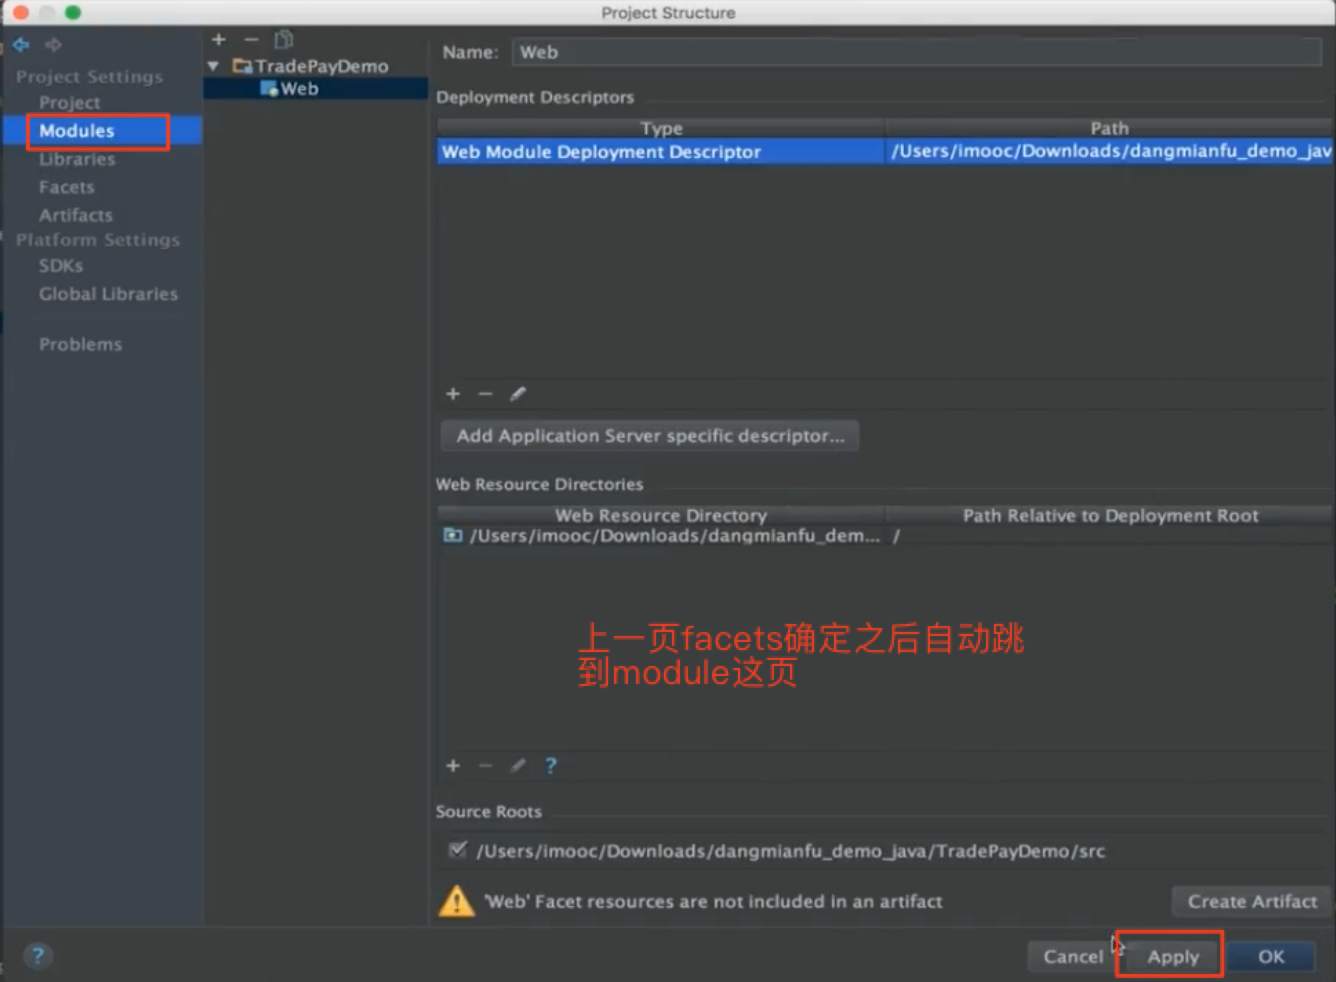 Project Structure
Project Settings
Project
Modules
Libraries
Facets
Artifacts
Platform Settings
SDKs
Global Libraries
Problems
TradePayDemo
Web
Name: Web
Deployment Descriptors
Type Path
Web Module Deployment Descriptor /Users/imooc/Downloads/dangmianfu_demo_jav
Add Application Server specific descriptor...
Web Resource Directories
Web Resource Directory Path Relative to Deployment Root
/Users/imooc/Downloads/dangmianfu_dem... /
上一页facets确定之后自动跳
到module这页
Source Roots
/Users/imooc/Downloads/dangmianfu_demo_java/TradePayDemo/src
'Web' Facet resources are not included in an artifact Create Artifact
Cancel Apply OK